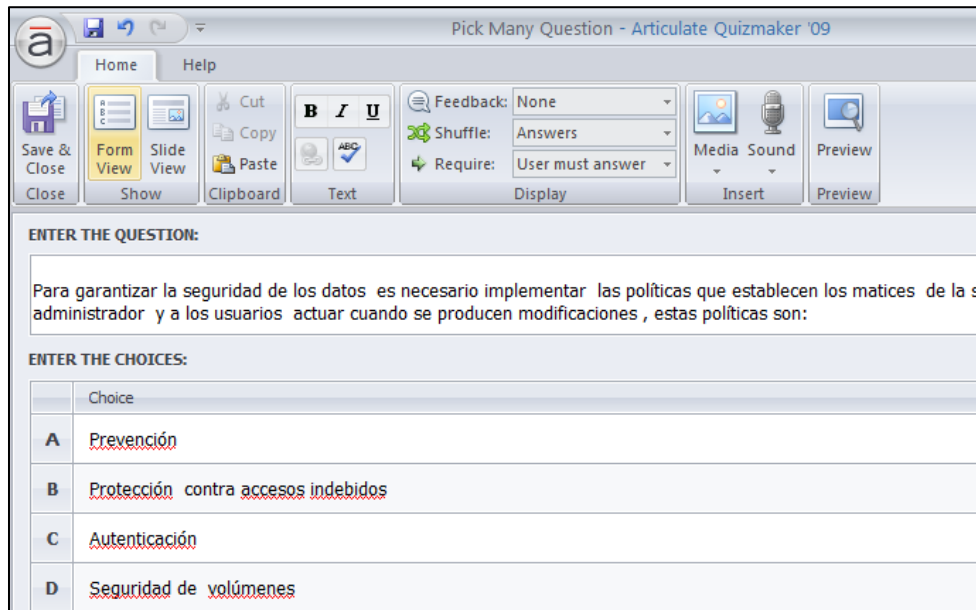 Pick Many Question - Articulate Quizmaker '09
Home Help
Save & Close
Form View
Slide View
Cut
Copy
Paste
B I U
ABC
Feedback: None
Shuffle: Answers
Require: User must answer
Media Sound
Preview
Close Show Clipboard Text Display Insert Preview
ENTER THE QUESTION:
Para garantizar la seguridad de los datos es necesario implementar las políticas que establecen los matices de la s
administrador y a los usuarios actuar cuando se producen modificaciones , estas políticas son:
ENTER THE CHOICES:
Choice
A Prevención
B Protección contra accesos indebidos
C Autenticación
D Seguridad de volúmenes